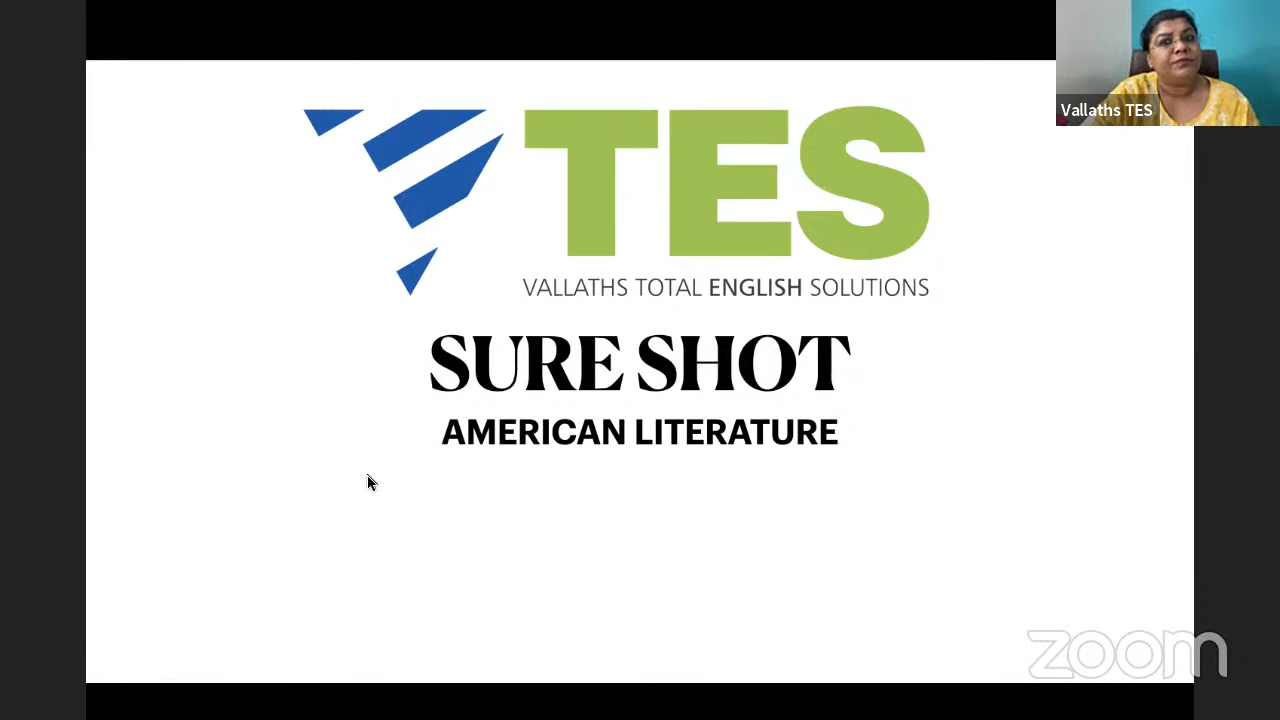 Vallaths TES
TES
VALLATHS TOTAL ENGLISH SOLUTIONS
SURE SHOT
AMERICAN LITERATURE
zoom